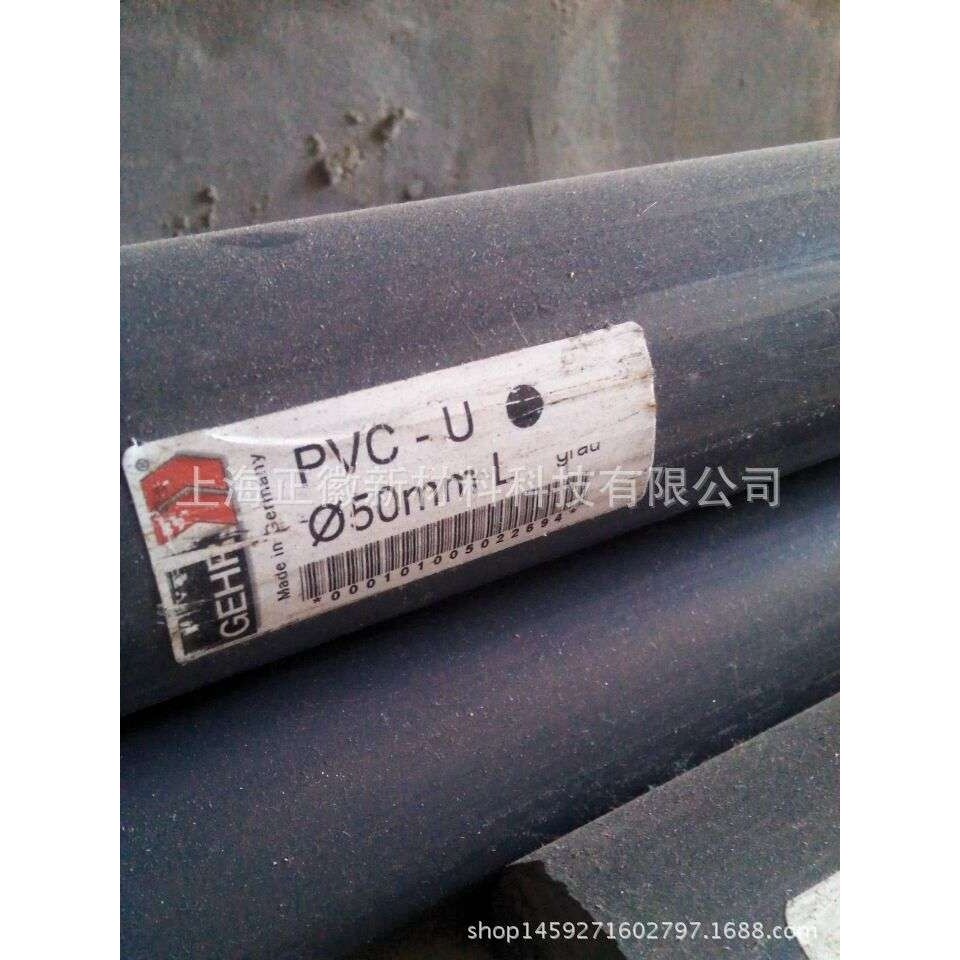 PVC - U
Ø50mm L
grau
*000101005022694*
Made in Germany
GEHR
®
上海正徽新材料科技有限公司
shop1459271602797.1688.com